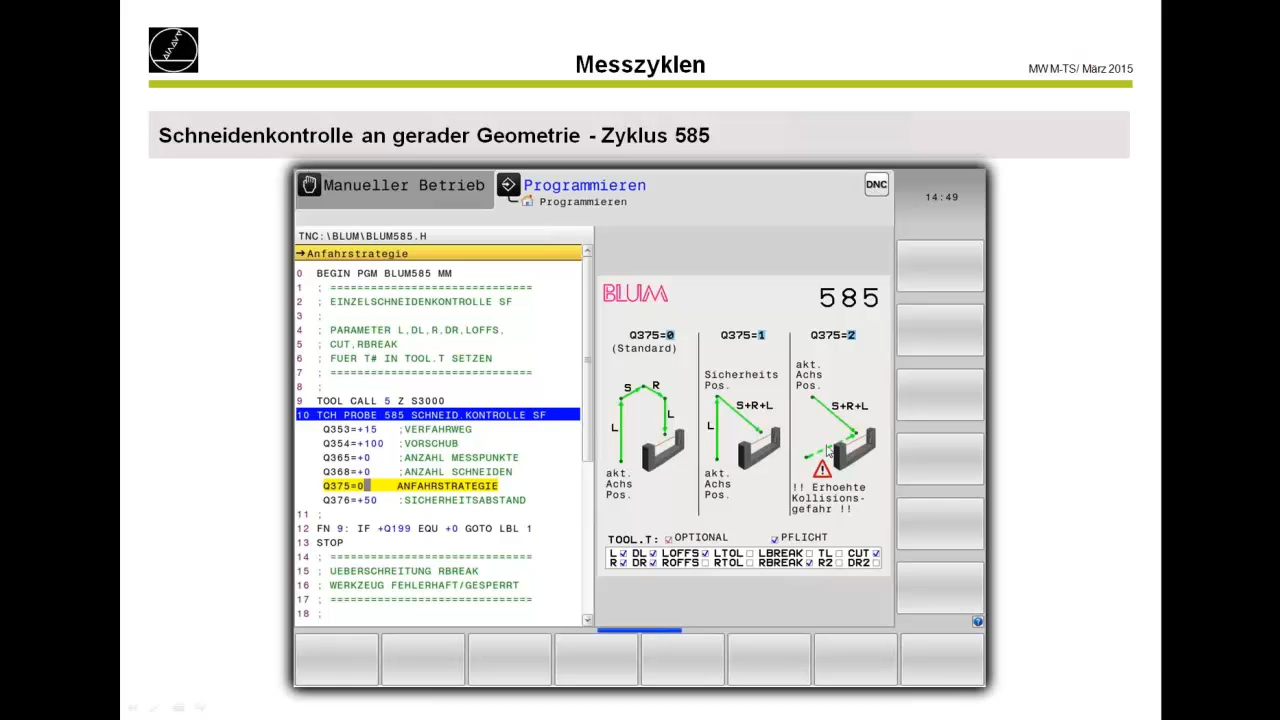 Messzyklen
MWM-TS/ März 2015
Schneidenkontrolle an gerader Geometrie - Zyklus 585
Manueller Betrieb
Programmieren
Programmieren
DNC
14:49
TNC:\BLUM\BLUM585.H
➔Anfahrstrategie
0 BEGIN PGM BLUM585 MM
1 ; ==============================
2 ; EINZELSCHNEIDENKONTROLLE SF
3 ;
4 ; PARAMETER L,DL,R,DR,LOFFS,
5 ; CUT,RBREAK
6 ; FUER T# IN TOOL.T SETZEN
7 ; ==============================
8 ;
9 TOOL CALL 5 Z S3000
10 TCH PROBE 585 SCHNEID.KONTROLLE SF
Q353=+15 ;VERFAHRWEG
Q354=+100 ;VORSCHUB
Q365=+0 ;ANZAHL MESSPUNKTE
Q368=+0 ;ANZAHL SCHNEIDEN
Q375=0 ANFAHRSTRATEGIE
Q376=+50 ;SICHERHEITSABSTAND
11 ;
12 FN 9: IF +Q199 EQU +0 GOTO LBL 1
13 STOP
14 ; ==============================
15 ; UEBERSCHREITUNG RBREAK
16 ; WERKZEUG FEHLERHAFT/GESPERRT
17 ; ==============================
18 ;
BLUM
585
Q375=0
(Standard)
S
R
L
L
akt.
Achs
Pos.
Q375=1
Sicherheits
Pos.
S+R+L
L
akt.
Achs
Pos.
Q375=2
akt.
Achs
Pos.
S+R+L
!! Erhoehte
Kollisions-
gefahr !!
TOOL.T: OPTIONAL PFLICHT
L DL LOFFS LTOL LBREAK TL CUT
R DR ROFFS RTOL RBREAK R2 DR2